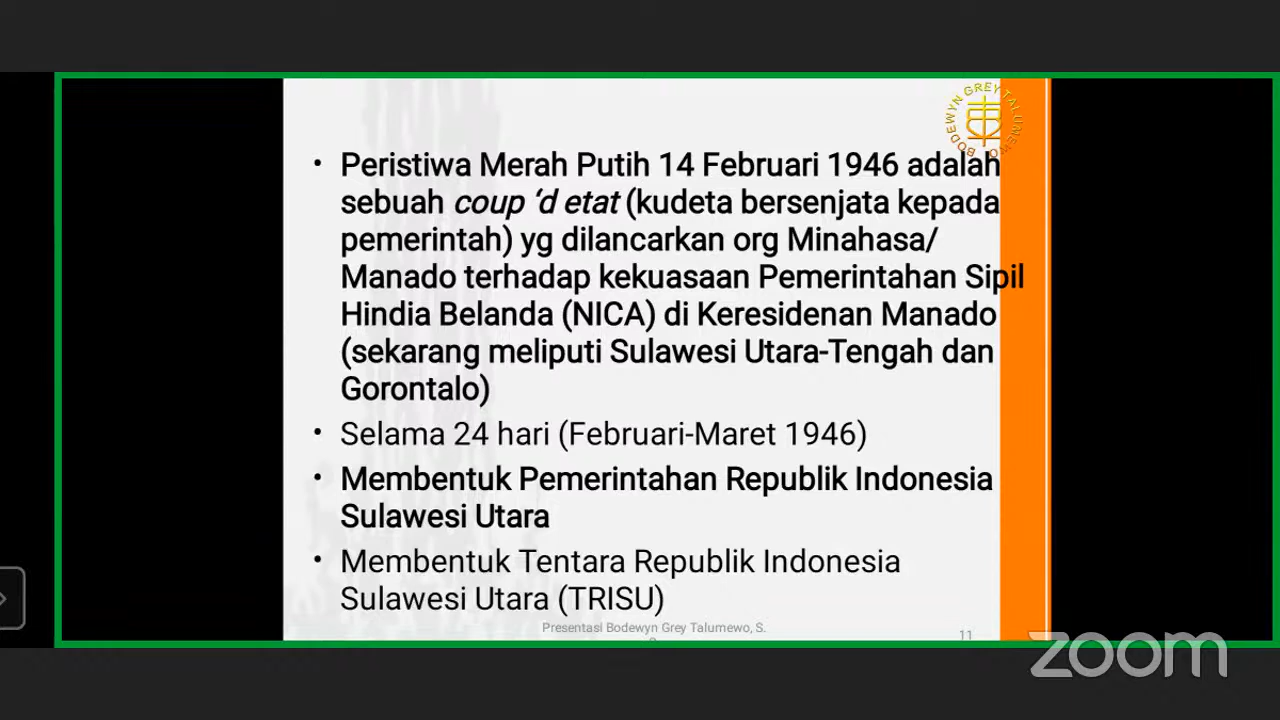 BODEWYN GREY TALUMEWO
• Peristiwa Merah Putih 14 Februari 1946 adalah
sebuah coup ‘d etat (kudeta bersenjata kepada
pemerintah) yg dilancarkan org Minahasa/
Manado terhadap kekuasaan Pemerintahan Sipil
Hindia Belanda (NICA) di Keresidenan Manado
(sekarang meliputi Sulawesi Utara-Tengah dan
Gorontalo)
• Selama 24 hari (Februari-Maret 1946)
• Membentuk Pemerintahan Republik Indonesia
Sulawesi Utara
• Membentuk Tentara Republik Indonesia
Sulawesi Utara (TRISU)
Presentasi Bodewyn Grey Talumewo, S.
11
zoom